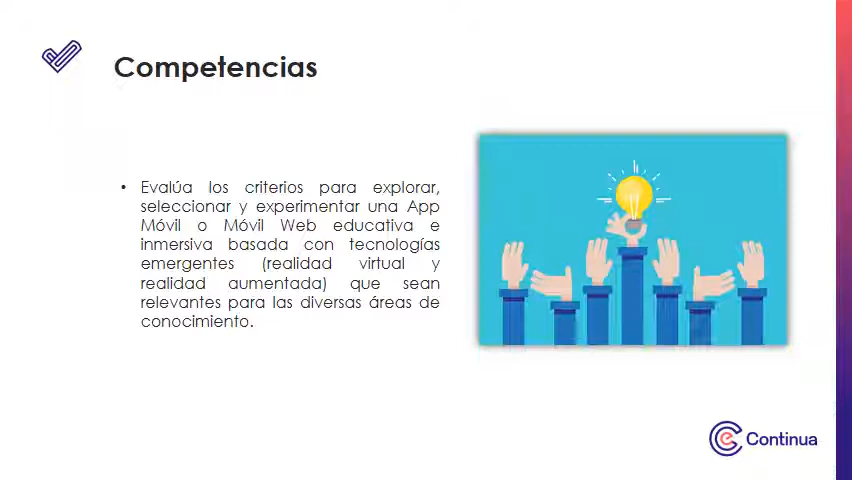 Competencias
• Evalúa los criterios para explorar,
seleccionar y experimentar una App
Móvil o Móvil Web educativa e
inmersiva basada con tecnologías
emergentes (realidad virtual y
realidad aumentada) que sean
relevantes para las diversas áreas de
conocimiento.
Continua